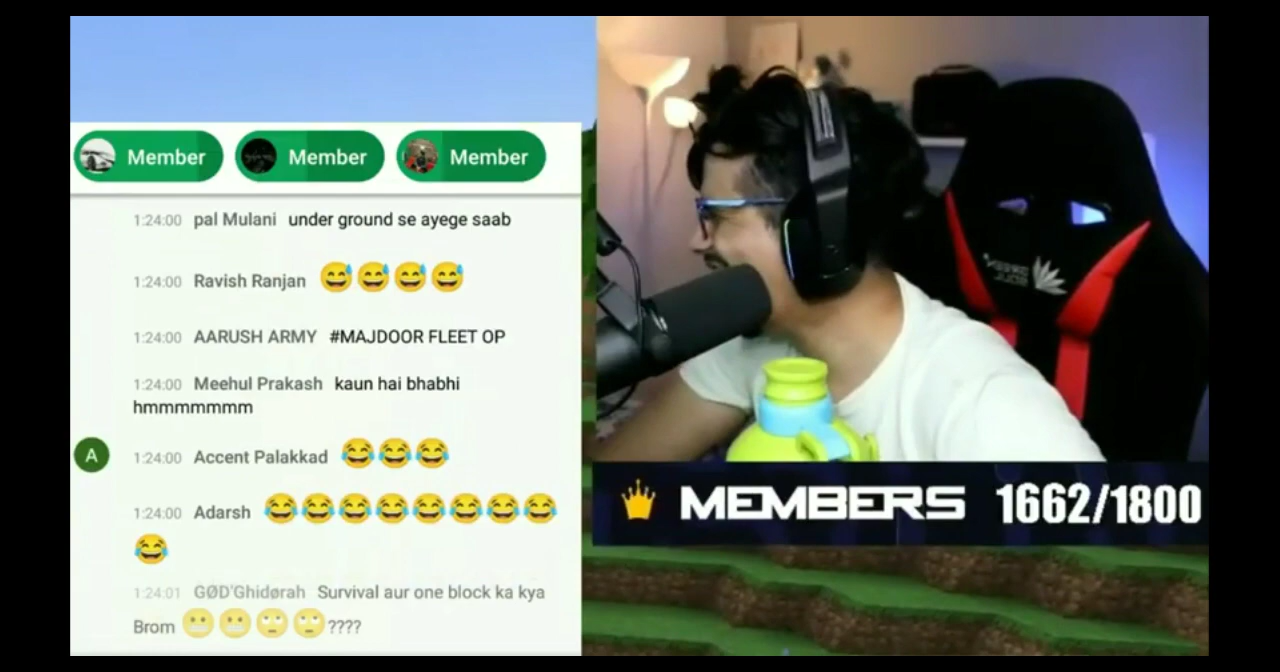 Member Member Member
1:24:00 pal Mulani under ground se ayege saab
1:24:00 Ravish Ranjan 😅😅😅😅
1:24:00 AARUSH ARMY #MAJDOOR FLEET OP
1:24:00 Meehul Prakash kaun hai bhabhi
hmmmmmmm
A 1:24:00 Accent Palakkad 😂😂😂
1:24:00 Adarsh 😂😂😂😂😂😂😂😂
😂
1:24:01 GØD'Ghidørah Survival aur one block ka kya
Brom 😬😬🙄🙄????
MEMBERS 1662/1800